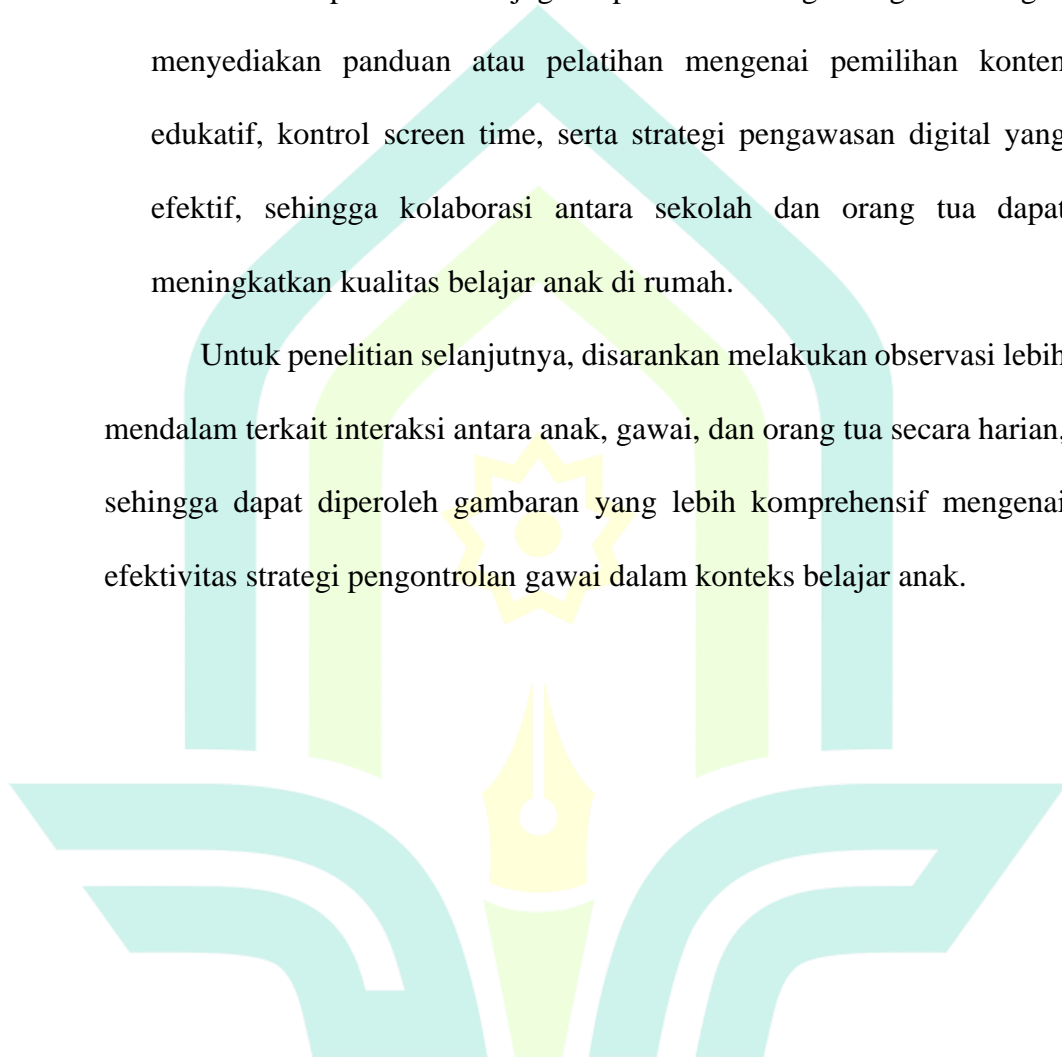 menyediakan panduan atau pelatihan mengenai pemilihan konten
edukatif, kontrol screen time, serta strategi pengawasan digital yang
efektif, sehingga kolaborasi antara sekolah dan orang tua dapat
meningkatkan kualitas belajar anak di rumah.
Untuk penelitian selanjutnya, disarankan melakukan observasi lebih
mendalam terkait interaksi antara anak, gawai, dan orang tua secara harian,
sehingga dapat diperoleh gambaran yang lebih komprehensif mengenai
efektivitas strategi pengontrolan gawai dalam konteks belajar anak.